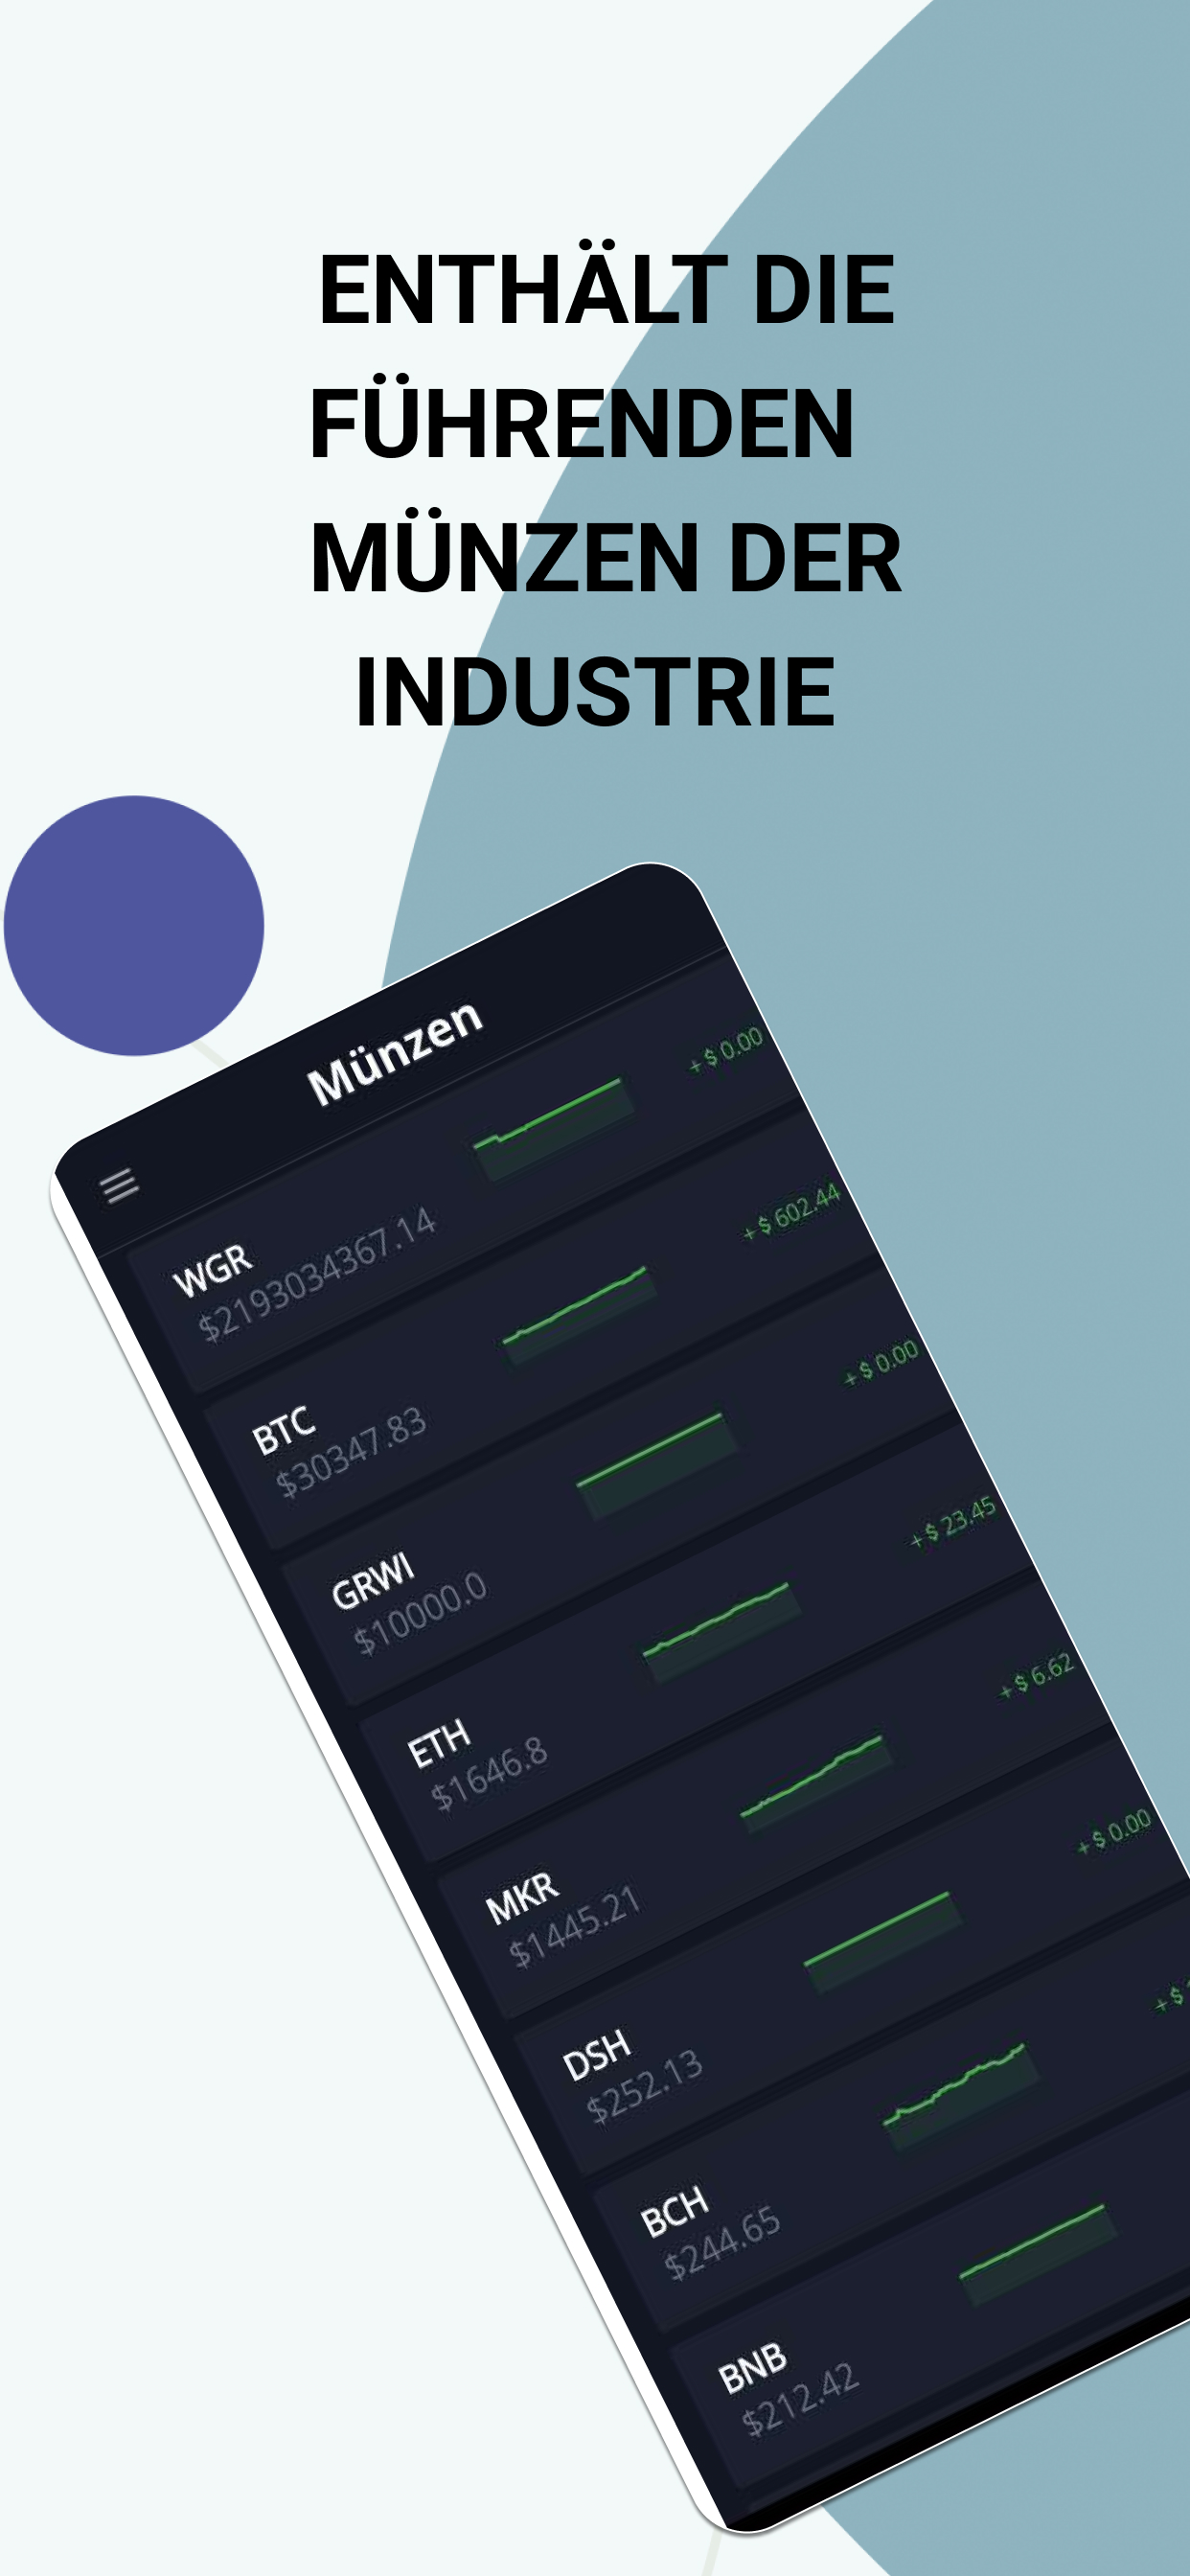 ENTHÄLT DIE
FÜHRENDEN
MÜNZEN DER
INDUSTRIE
Münzen
WGR
$2193034367.14
+ $ 0.00
BTC
$30347.83
+ $ 602.44
GRWI
$10000.0
+ $ 0.00
ETH
$1646.8
+ $ 23.45
MKR
$1445.21
+ $ 6.62
DSH
$252.13
+ $ 0.00
BCH
$244.65
+ $
BNB
$212.42